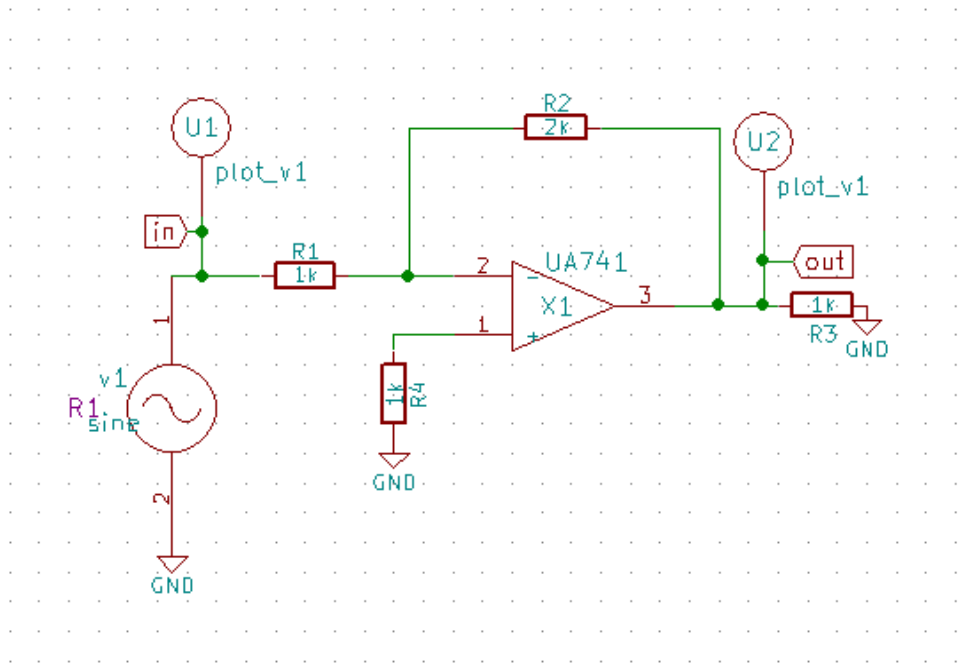 R2
2k
U1
plot_v1
U2
plot_v1
in
R1
1k
2
UA741
out
−
X1
3
1k
R3
GND
1
+
1
v1
R1
sine
1k
R4
GND
2
GND